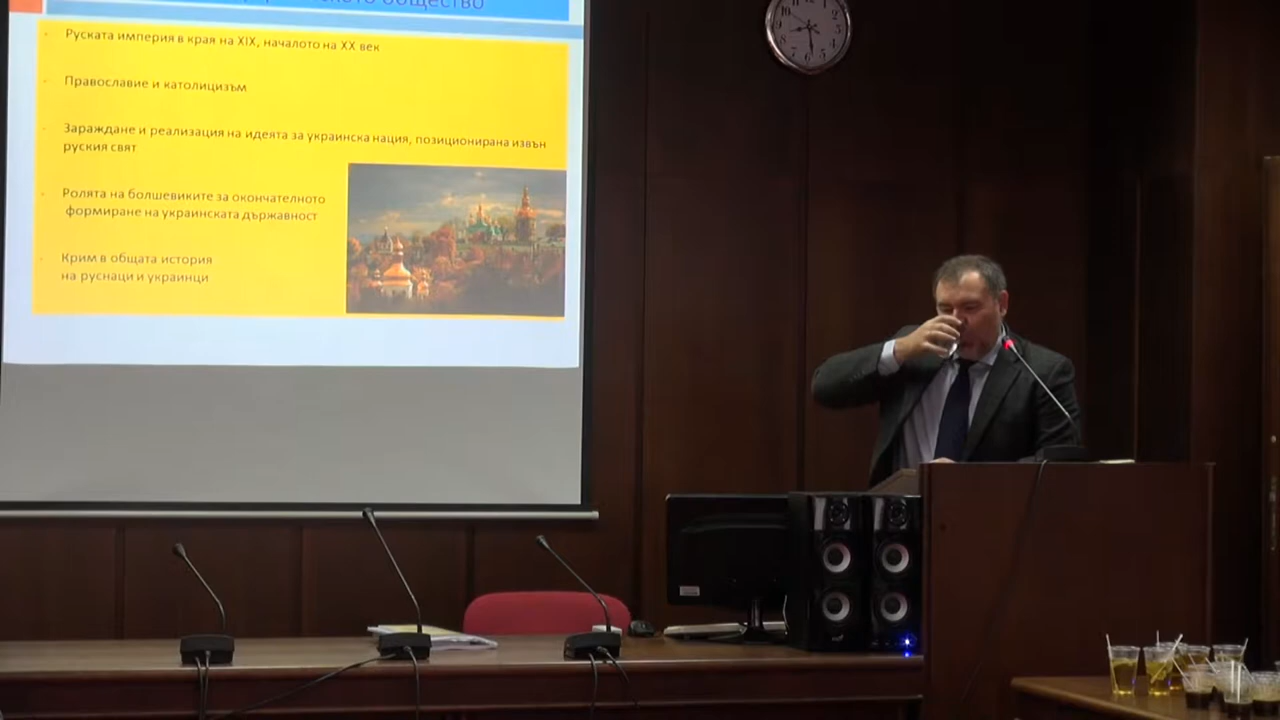 общество
- Руската империя в края на XIX, началото на XX век
- Православие и католицизъм
- Зараждане и реализация на идеята за украинска нация, позиционирана извън
руския свят
- Ролята на болшевиките за окончателното
формиране на украинската държавност
- Крим в общата история
на руснаци и украинци